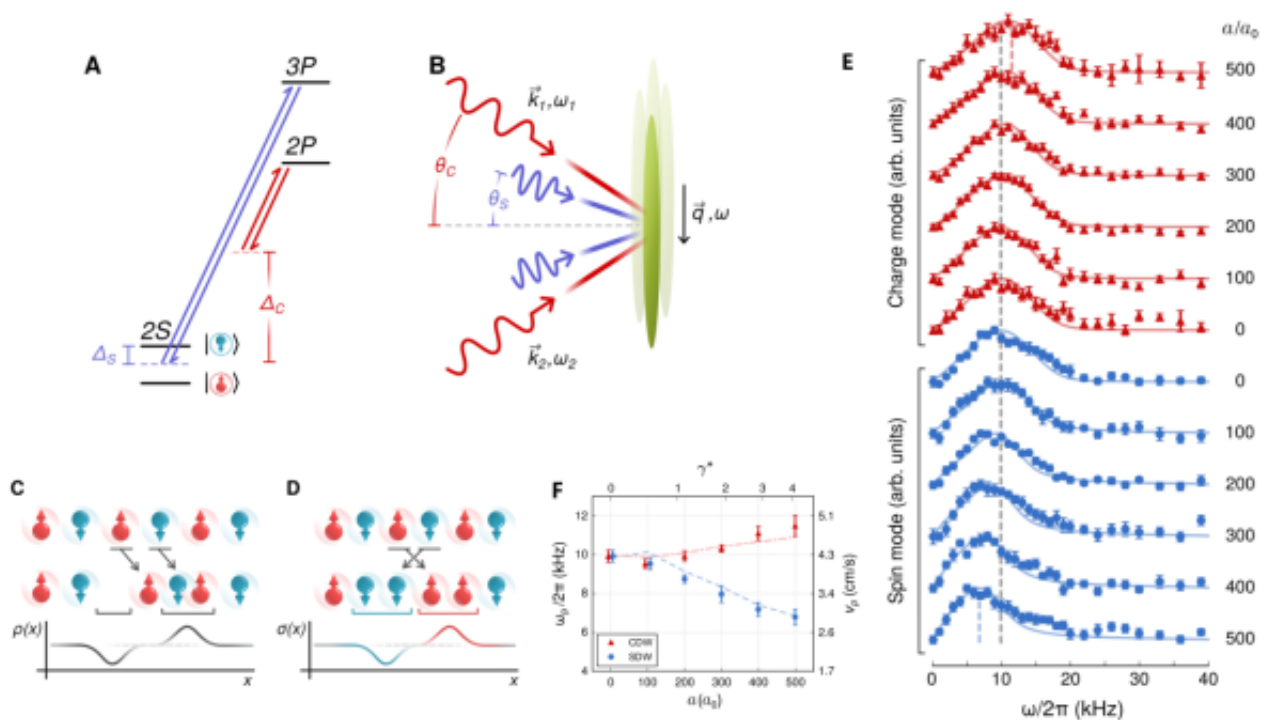 A
3P
2P
2S
Δc
Δs
B
k⃗₁,ω₁
θc
θs
q⃗,ω
k⃗₂,ω₂
C
ρ(x)
x
D
σ(x)
x
F
γ*
0 1 2 3 4
ωₚ/2π (kHz)
12
10
8
6
4
5.1
4.3
3.4
2.6
1.7
vₚ (cm/s)
CDW
SDW
0 100 200 300 400 500
a(a₀)
E
a/a₀
Charge mode (arb. units)
500
400
300
200
100
0
Spin mode (arb. units)
0
100
200
300
400
500
0 10 20 30 40
ω/2π (kHz)